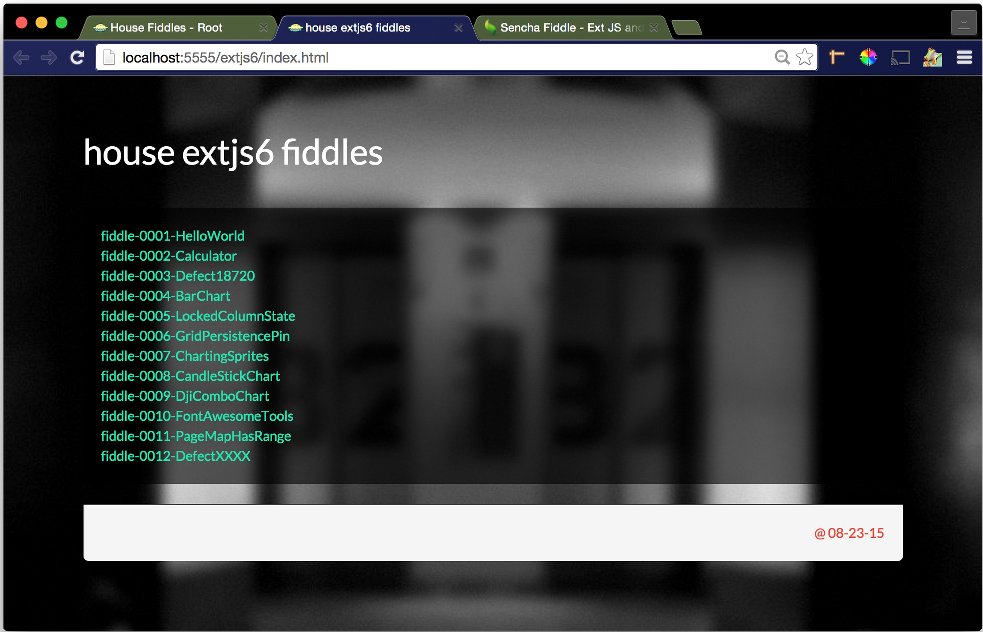 House Fiddles - Root
house extjs fiddles
Sencha Fiddle - Ext JS and
localhost:5555/extjs6/index.html
house extjs6 fiddles
fiddle-0001-HelloWorld
fiddle-0002-Calculator
fiddle-0003-Defect18720
fiddle-0004-BarChart
fiddle-0005-LockedColumnState
fiddle-0006-GridPersistencePin
fiddle-0007-ChartingSprites
fiddle-0008-CandleStickChart
fiddle-0009-DjiComboChart
fiddle-0010-FontAwesomeTools
fiddle-0011-PageMapHasRange
fiddle-0012-DefectXXXX
@ 08-23-15